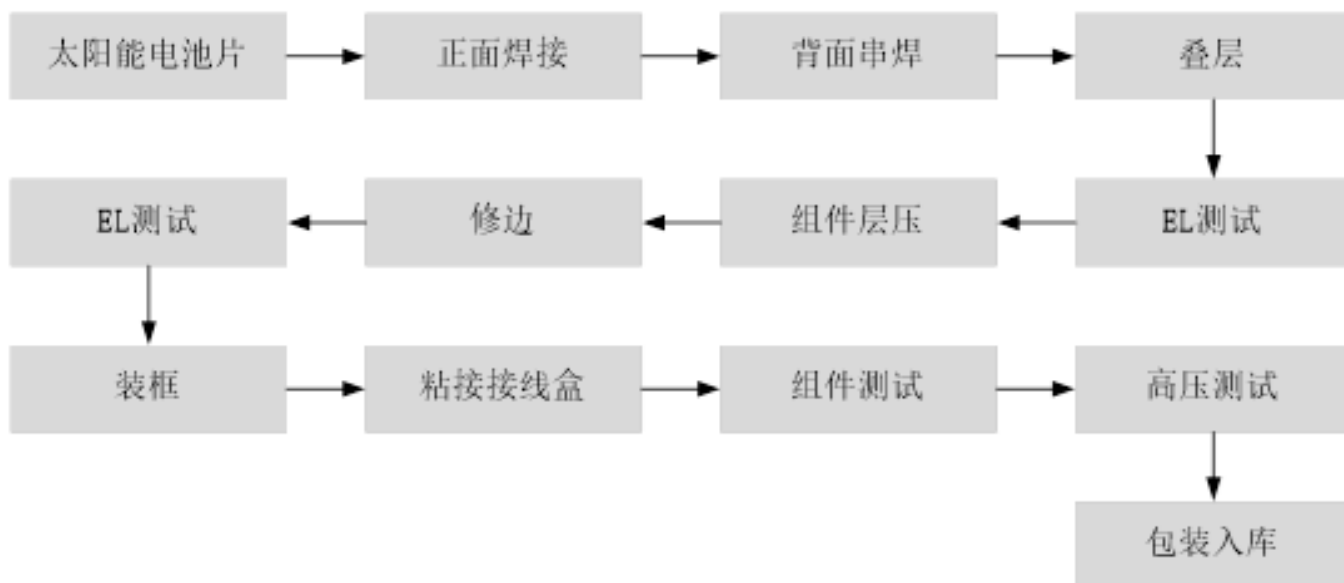 太阳能电池片
正面焊接
背面串焊
叠层
EL测试
组件层压
修边
EL测试
装框
粘接接线盒
组件测试
高压测试
包装入库